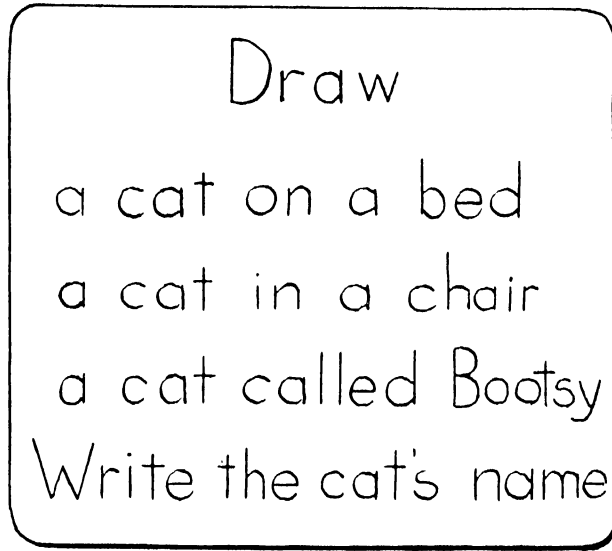 Draw
a cat on a bed
a cat in a chair
a cat called Bootsy
Write the cat's name